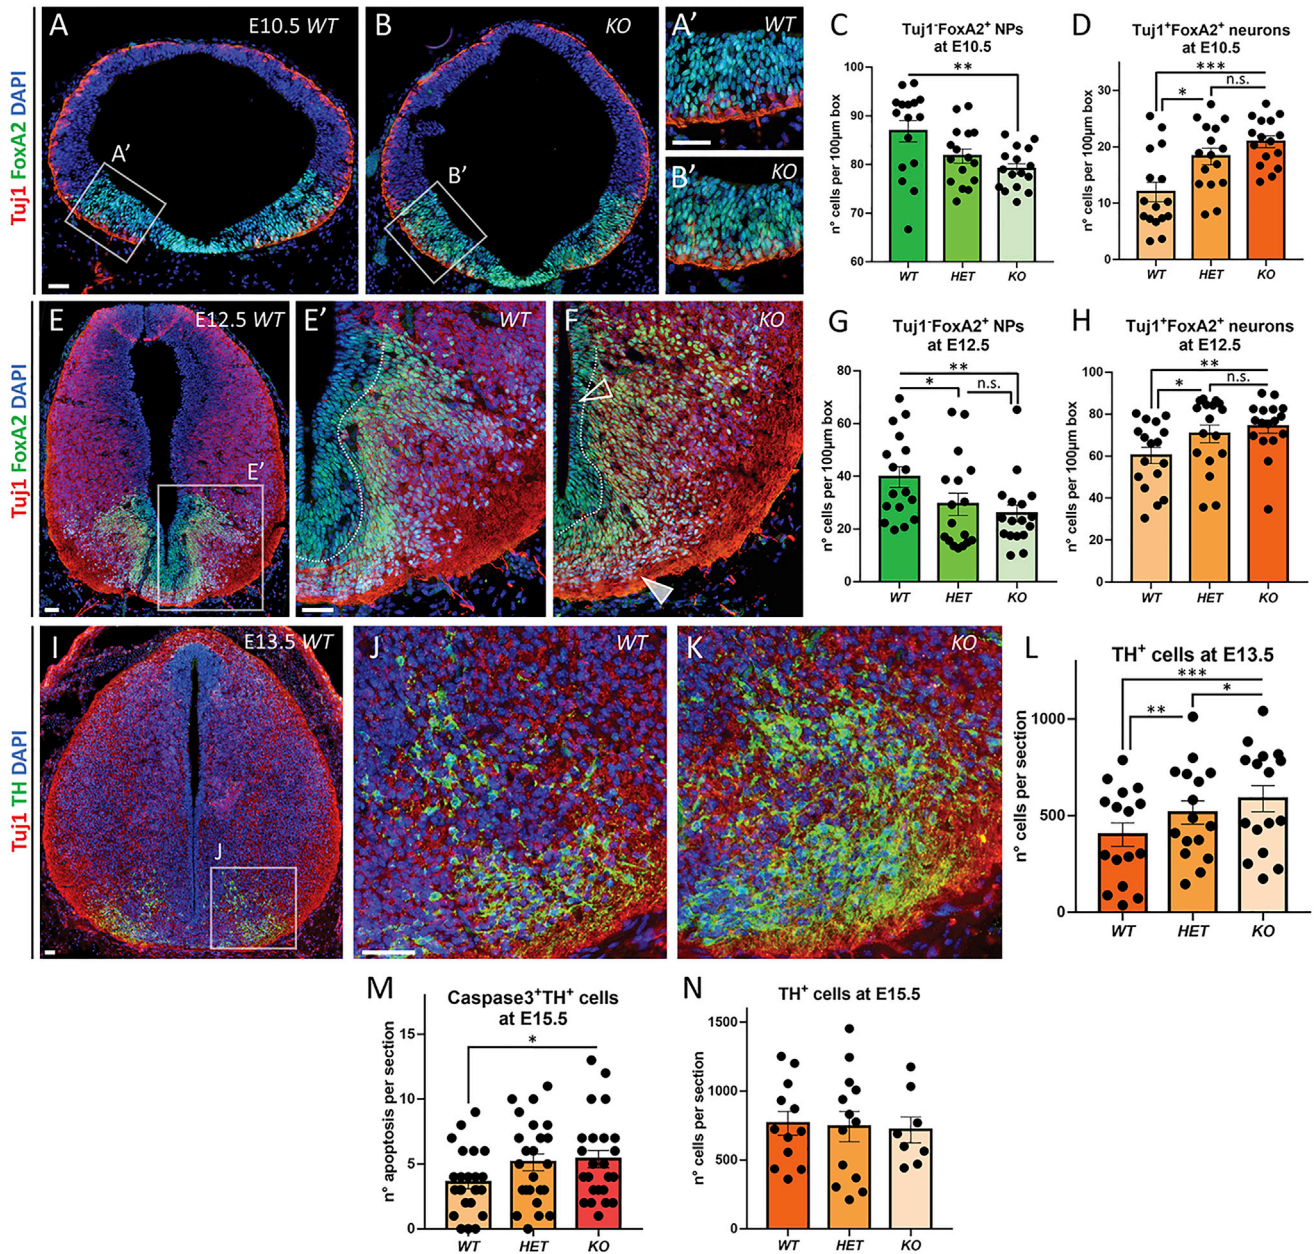 Tuj1 FoxA2 DAPI
A
E10.5 WT
A’
B
KO
B’
A’
WT
B’
KO
C
Tuj1⁻FoxA2⁺ NPs
at E10.5
n° cells per 100µm box
100
90
80
70
60
**
WT
HET
KO
D
Tuj1⁺FoxA2⁺ neurons
at E10.5
n° cells per 100µm box
30
20
10
0
***
*
n.s.
WT
HET
KO
Tuj1 FoxA2 DAPI
E
E12.5 WT
E’
E’
WT
F
KO
G
Tuj1⁻FoxA2⁺ NPs
at E12.5
n° cells per 100µm box
80
60
40
20
0
**
*
n.s.
WT
HET
KO
H
Tuj1⁺FoxA2⁺ neurons
at E12.5
n° cells per 100µm box
100
80
60
40
20
0
**
*
n.s.
WT
HET
KO
Tuj1 TH DAPI
I
E13.5 WT
J
J
WT
K
KO
L
TH⁺ cells at E13.5
n° cells per section
1000
500
0
***
**
*
WT
HET
KO
M
Caspase3⁺TH⁺ cells
at E15.5
n° apoptosis per section
15
10
5
0
*
WT
HET
KO
N
TH⁺ cells at E15.5
n° cells per section
1500
1000
500
0
WT
HET
KO